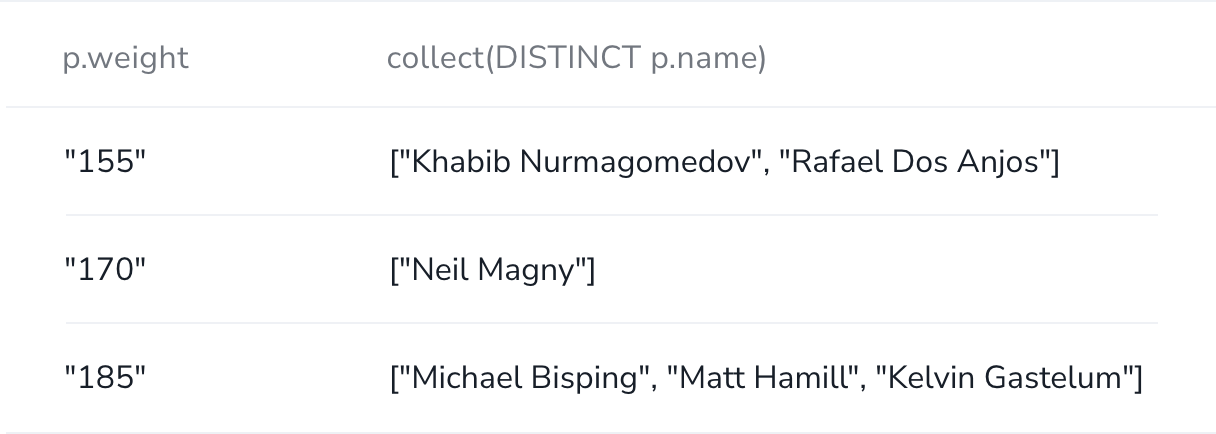 p.weight collect(DISTINCT p.name)
"155" ["Khabib Nurmagomedov", "Rafael Dos Anjos"]
"170" ["Neil Magny"]
"185" ["Michael Bisping", "Matt Hamill", "Kelvin Gastelum"]